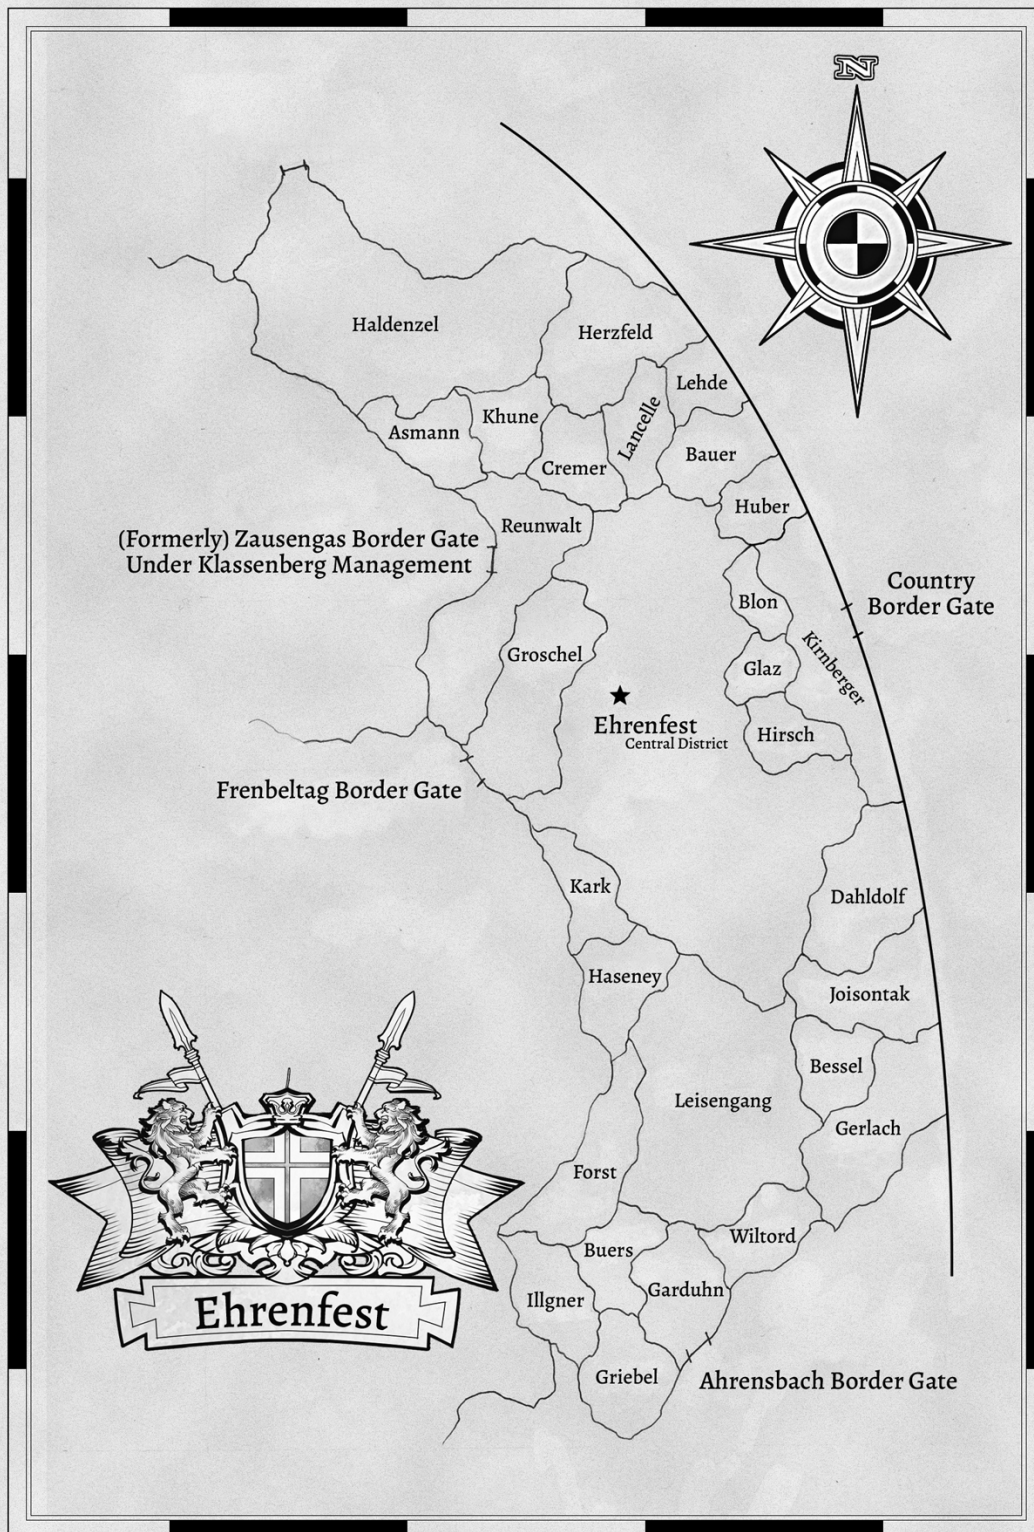 N
Haldenzel
Herzfeld
Lehde
Lancelle
Khune
Asmann
Bauer
Cremer
Huber
Reunwalt
(Formerly) Zausengas Border Gate
Under Klassenberg Management
Country
Border Gate
Blon
Kirnberger
Groschel
Glaz
Ehrenfest
Central District
Hirsch
Frenbeltag Border Gate
Kark
Dahldolf
Haseney
Joisontak
Bessel
Leisengang
Gerlach
Forst
Wiltord
Buers
Garduhn
Illgner
Ehrenfest
Griebel
Ahrensbach Border Gate